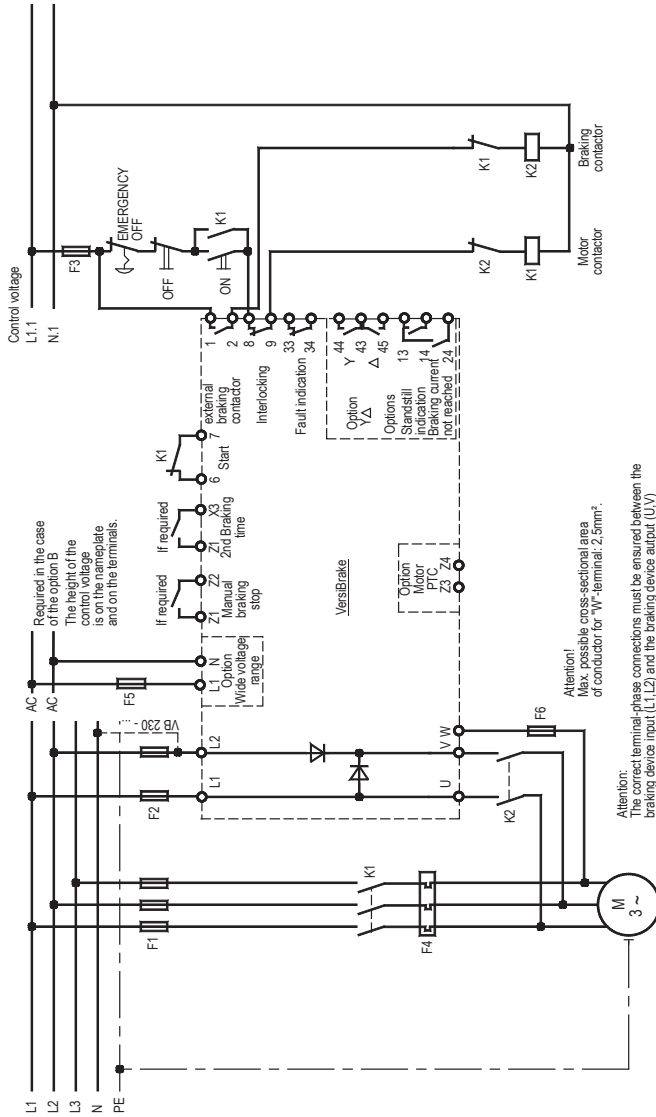 Control voltage
L1.1
N.1
F3
EMERGENCY
OFF
OFF
ON
K1
K1
K2
Braking
contactor
K2
K1
Motor
contactor
Required in the case
of the option B
The height of the
control voltage
is on the nameplate
and on the terminals.
AC
AC
F5
VB 230 - ...
If required
If required
K1
L1
L2
L1
N
Option
Wide voltage
range
Z1
Z2
Manual
braking
stop
Z1
X3
2nd Braking
time
6
7
Start
1
2
8
9
33
34
external
braking
contactor
Interlocking
Fault indication
44
43
45
13
14
24
Y
Δ
Option
YΔ
Options
Standstill
indication
Braking current
not reached
VersiBrake
Option
Motor
PTC
Z3
Z4
U
V
W
F6
K2
Attention!
Max. possible cross-sectional area
of conductor for "W"-terminal: 2,5mm².
Attention:
The correct terminal-phase connections must be ensured between the
braking device input (L1,L2) and the braking device autput (U,V)
L1
L2
L3
N
PE
F1
F2
K1
F4
M
3 ~